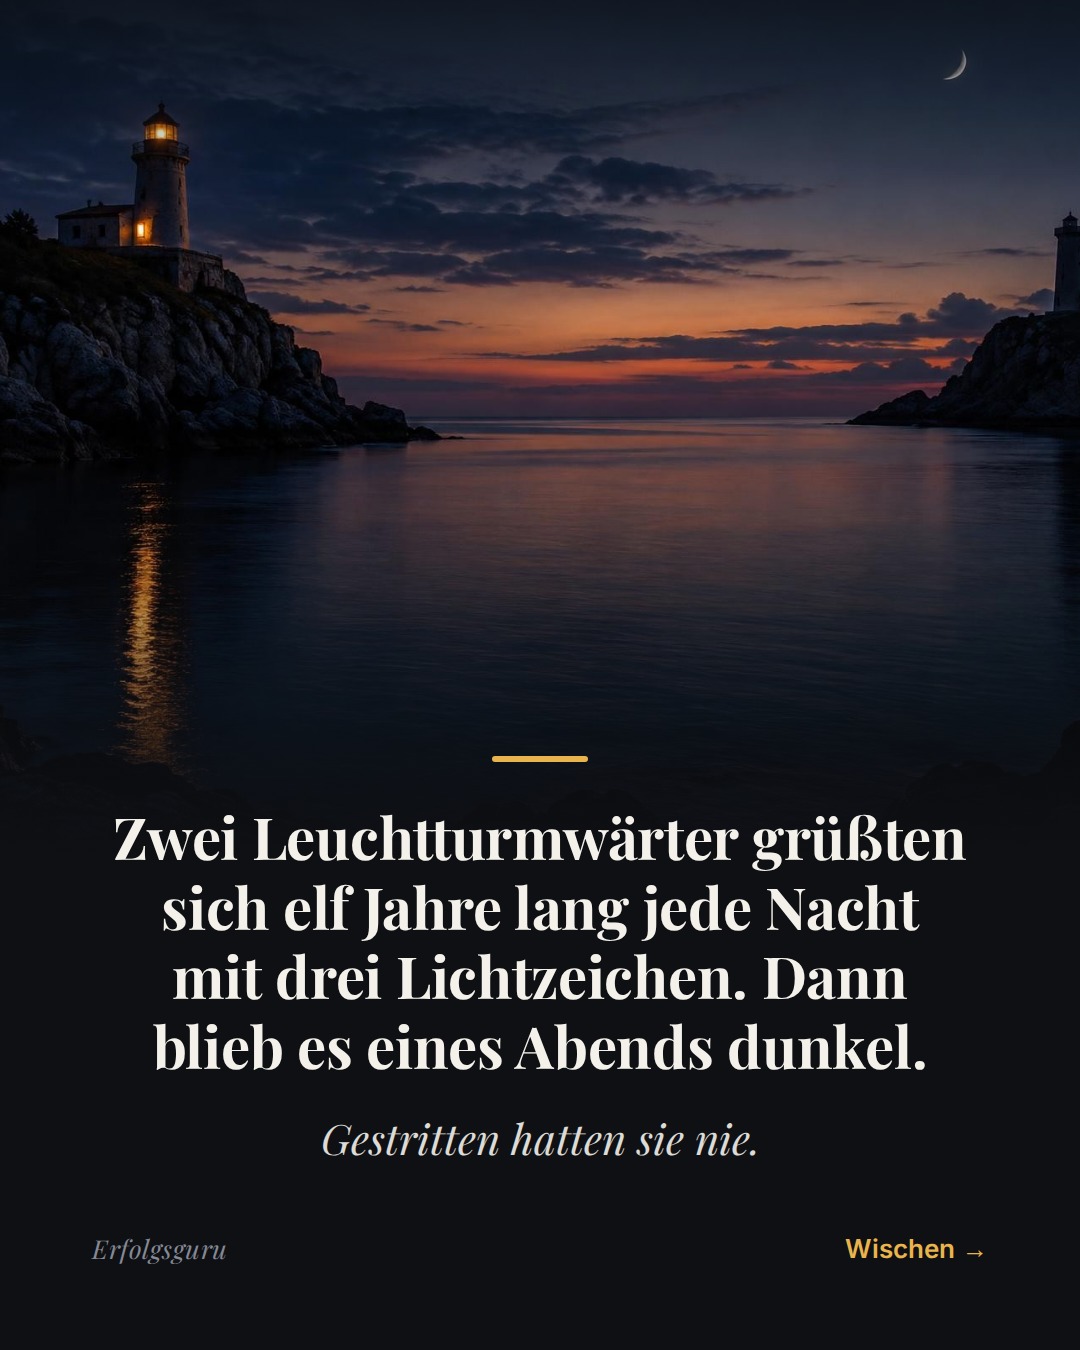 Zwei Leuchtturmwärter grüßten
sich elf Jahre lang jede Nacht
mit drei Lichtzeichen. Dann
blieb es eines Abends dunkel.
Gestritten hatten sie nie.
Erfolgsguru
Wischen →